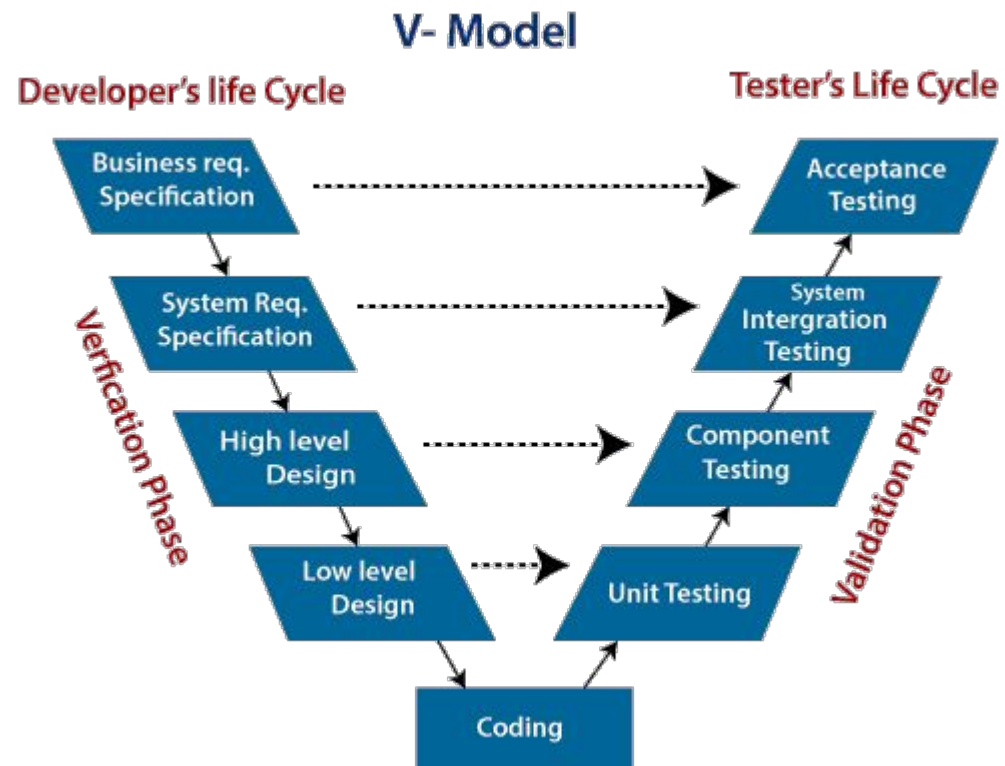 V- Model
Developer's life Cycle
Tester's Life Cycle
Business req.
Specification
Acceptance
Testing
System Req.
Specification
System
Intergration
Testing
High level
Design
Component
Testing
Low level
Design
Unit Testing
Coding
Verfication Phase
Validation Phase